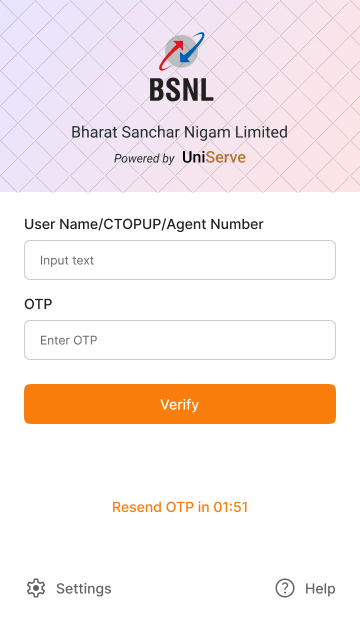 BSNL
Bharat Sanchar Nigam Limited
Powered by UniServe
User Name/CTOPUP/Agent Number
Input text
OTP
Enter OTP
Verify
Resend OTP in 01:51
Settings
? Help